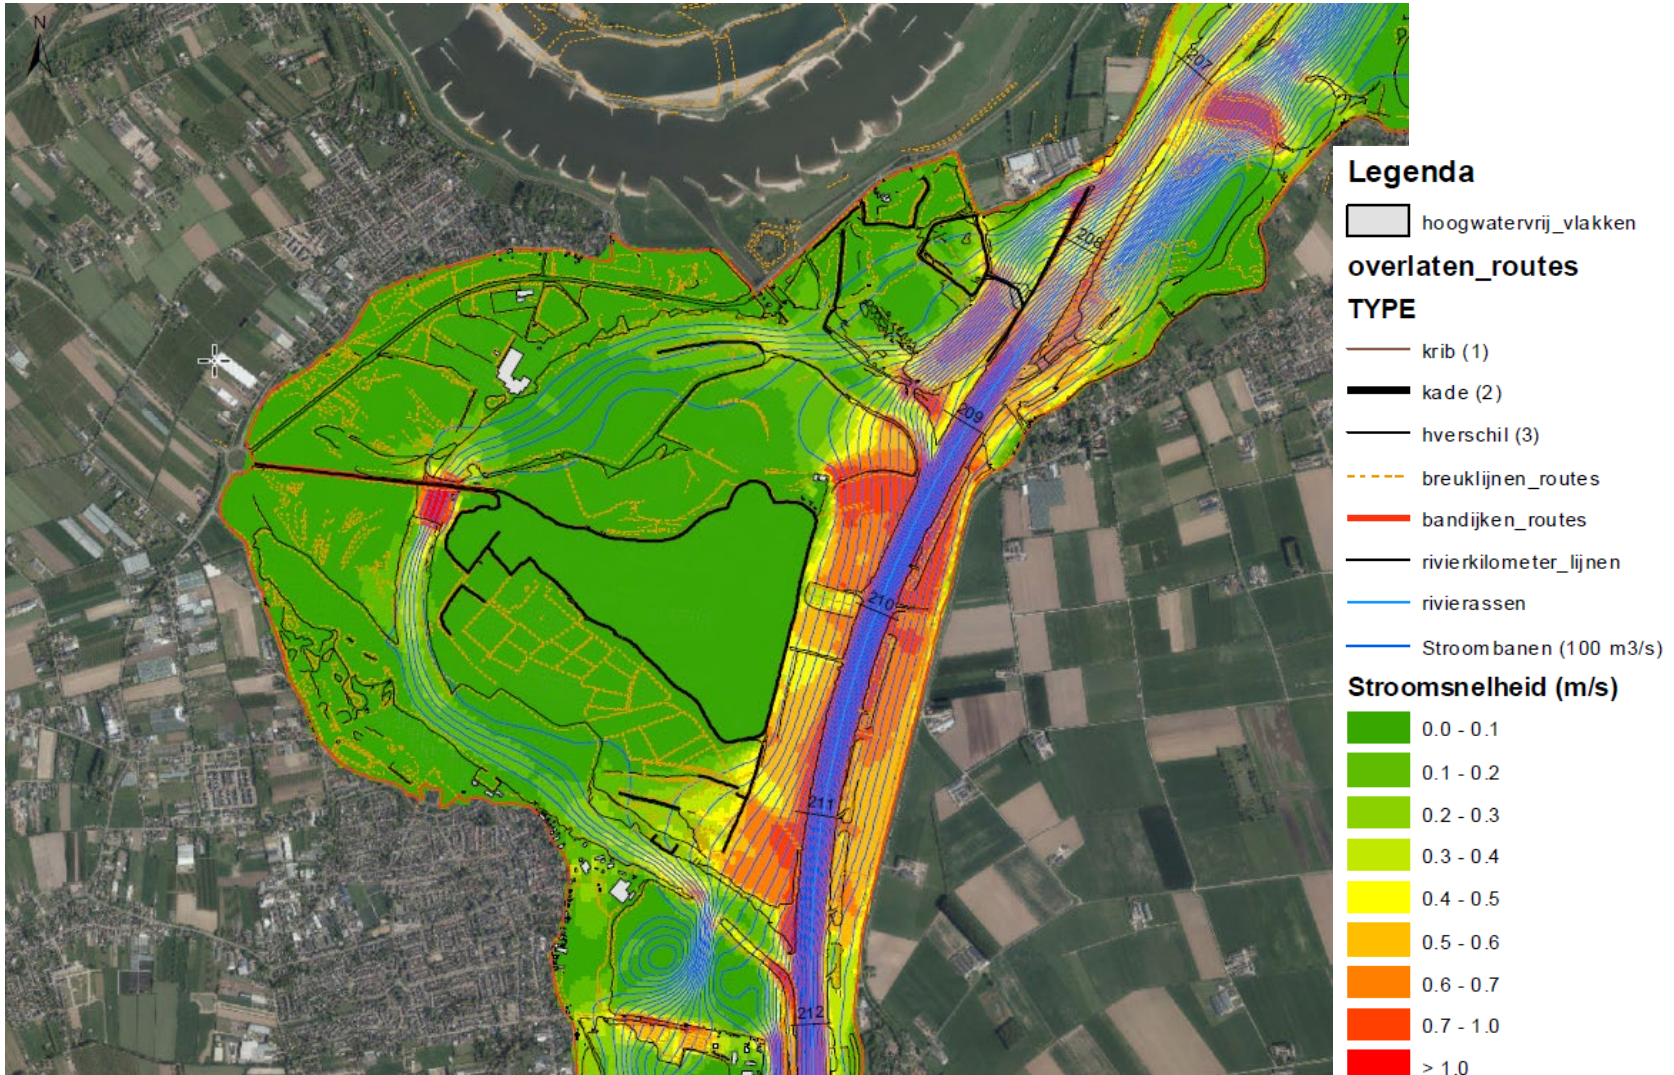 N
207
208
209
210
211
212
Legenda
hoogwatervrij_vlakken
overlaten_routes
TYPE
krib (1)
kade (2)
hverschil (3)
breuklijnen_routes
bandijken_routes
rivierkilometer_lijnen
rivierassen
Stroombanen (100 m3/s)
Stroomsnelheid (m/s)
0.0 - 0.1
0.1 - 0.2
0.2 - 0.3
0.3 - 0.4
0.4 - 0.5
0.5 - 0.6
0.6 - 0.7
0.7 - 1.0
> 1.0